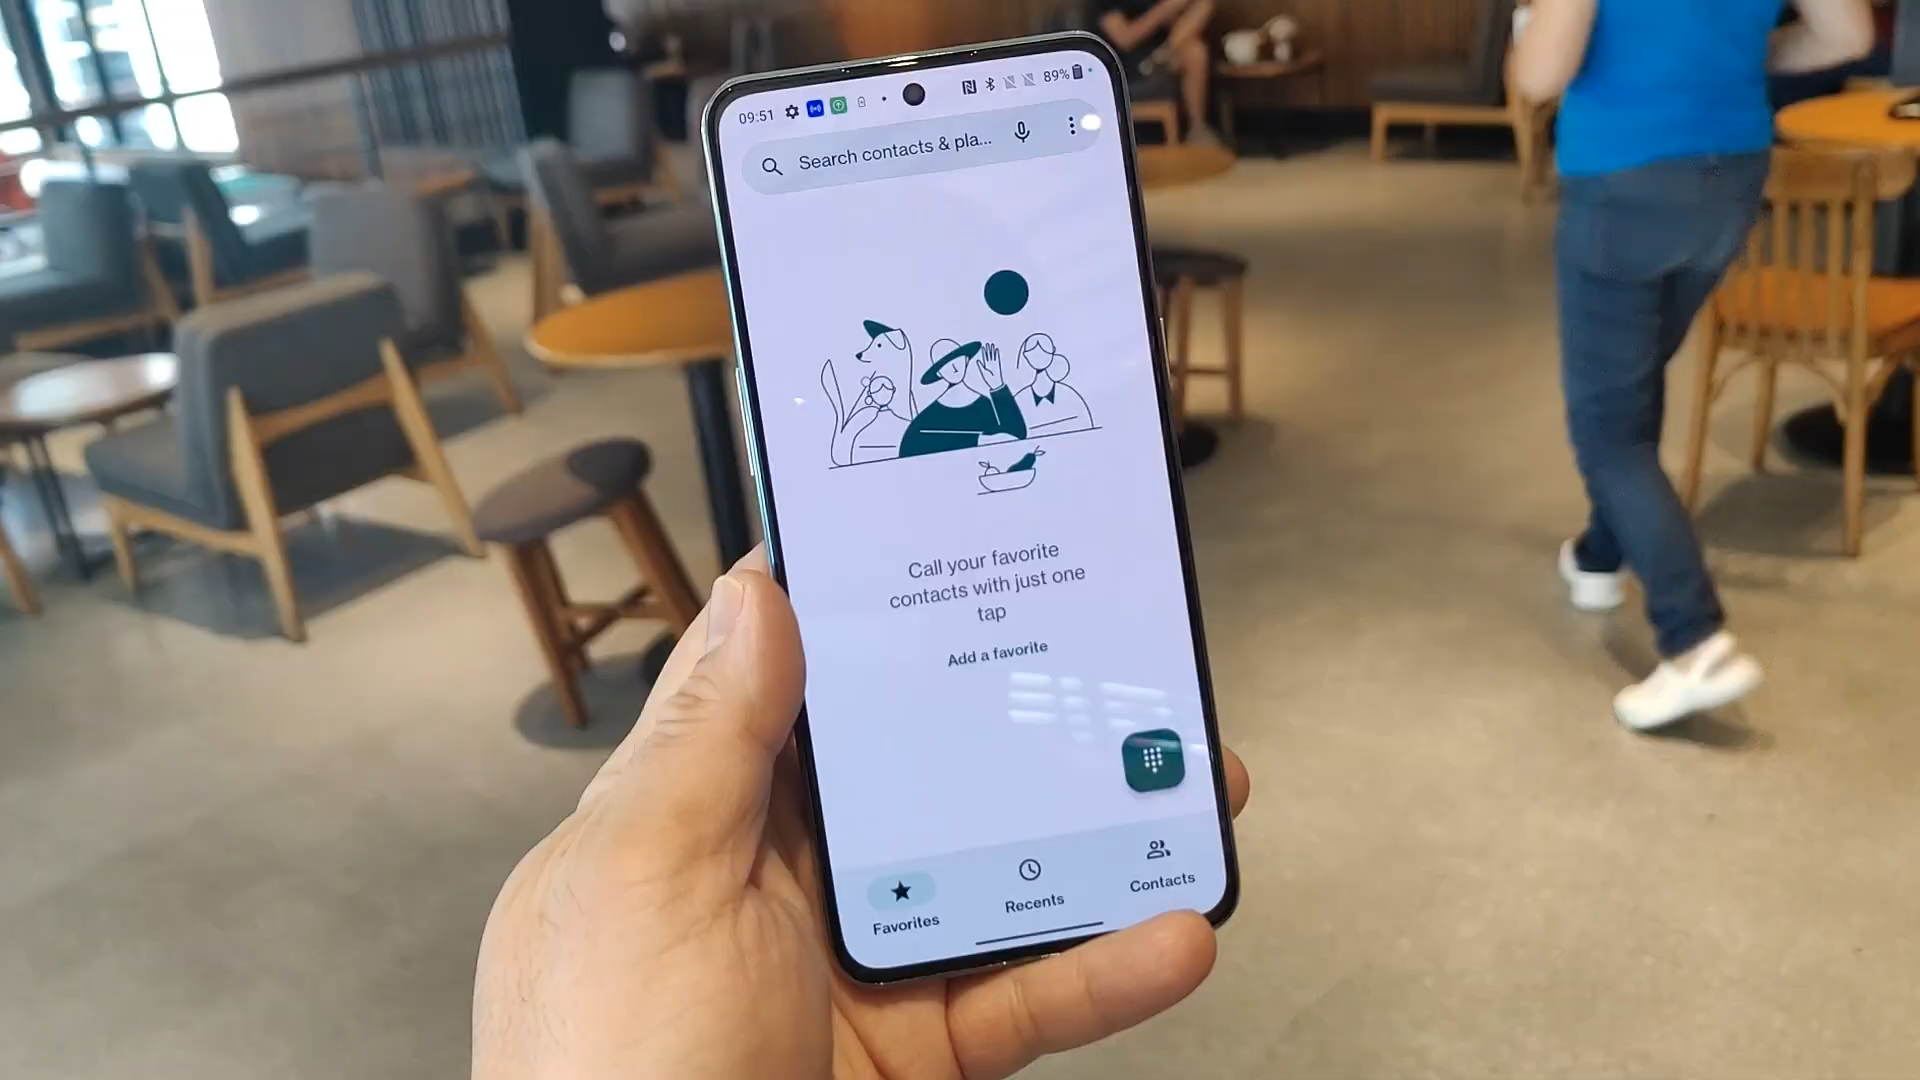 09:51 89%
Search contacts & pla...
Call your favorite
contacts with just one
tap
Add a favorite
Favorites Recents Contacts